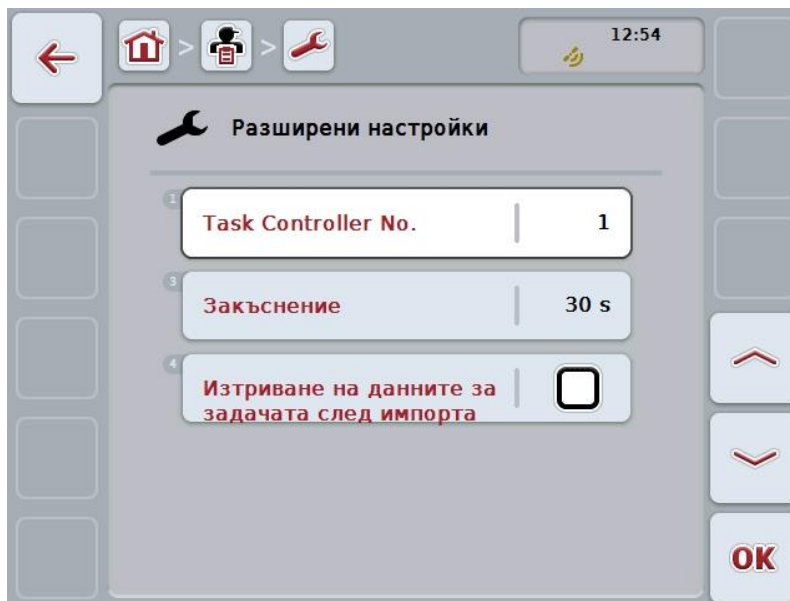 > >
12:54
Разширени настройки
1
Task Controller No.
1
3
Закъснение
30 s
4
Изтриване на данните за
задачата след импорта
OK